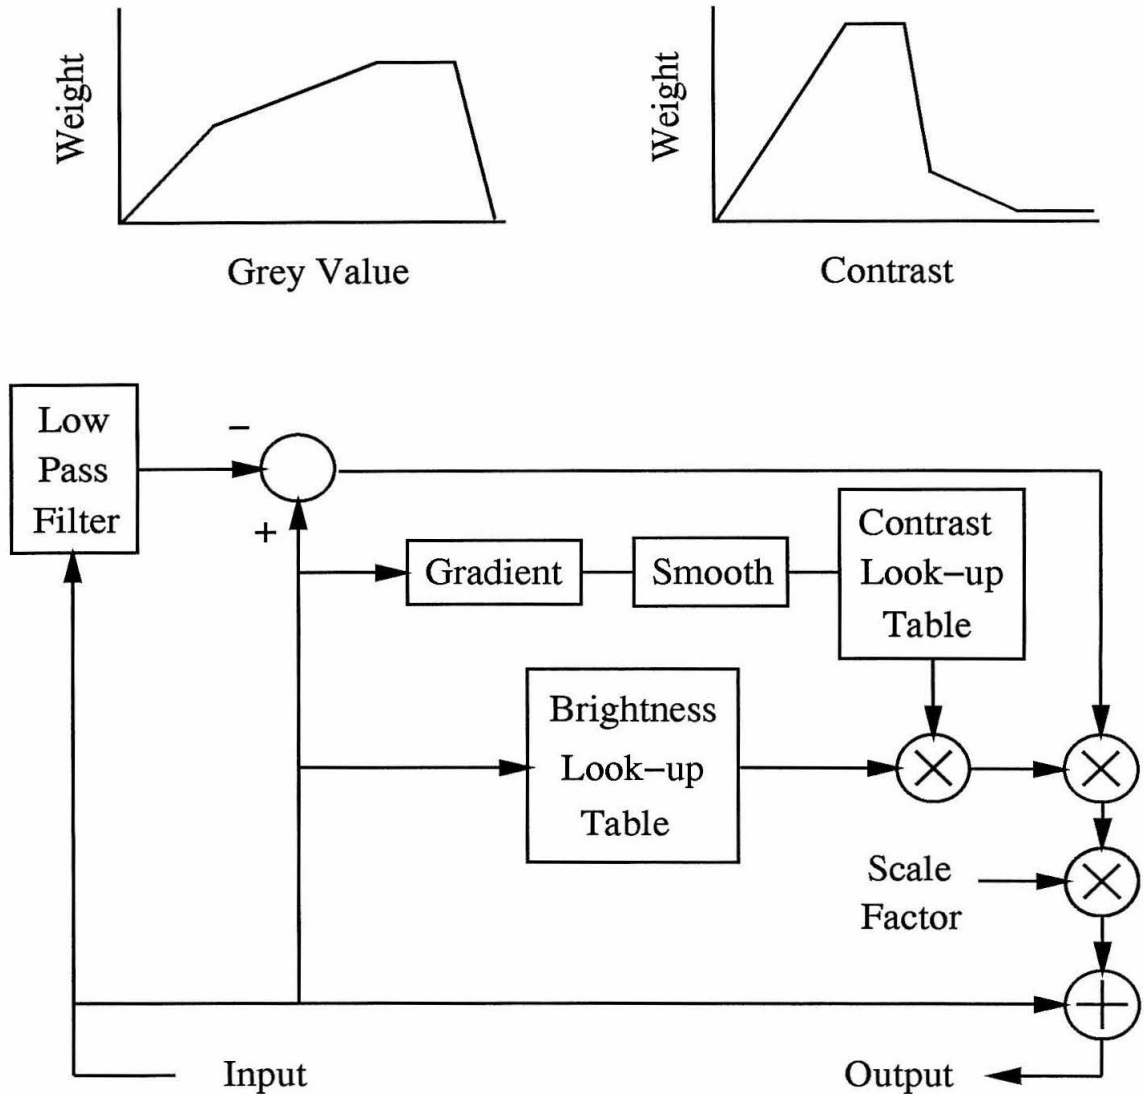 Weight
Grey Value
Weight
Contrast
Low
Pass
Filter
−
+
Gradient
Smooth
Contrast
Look−up
Table
Brightness
Look−up
Table
Scale
Factor
Input
Output